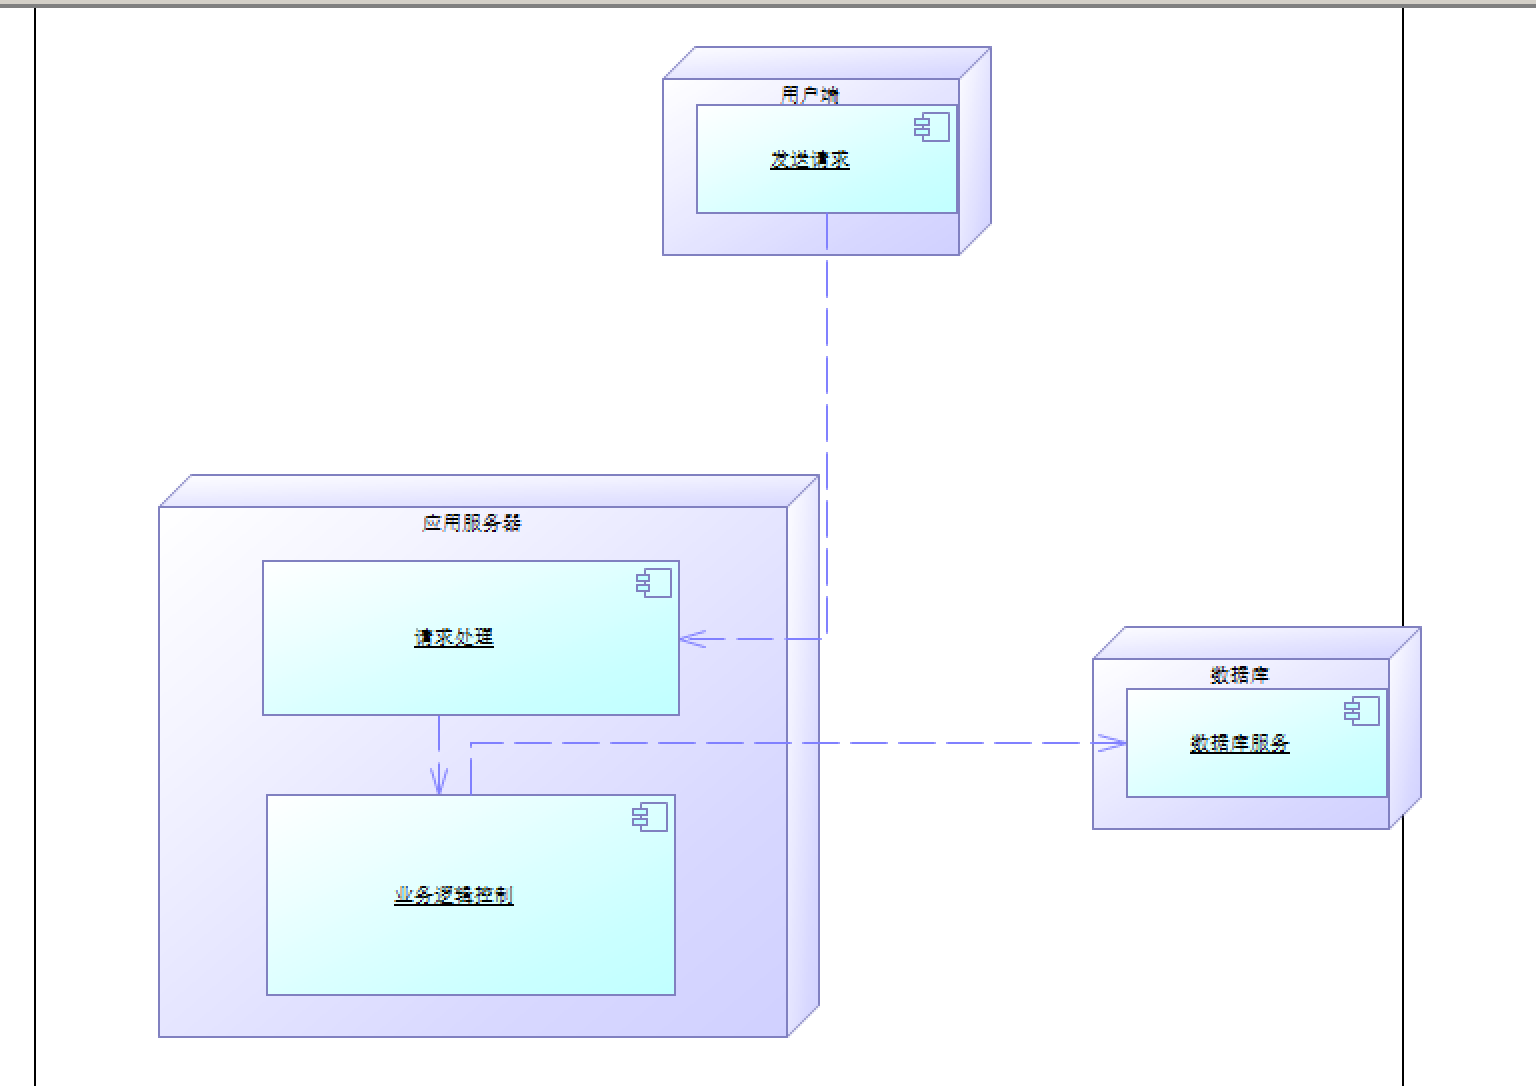 用户端
发送请求
应用服务器
请求处理
数据库
数据库服务
业务逻辑控制